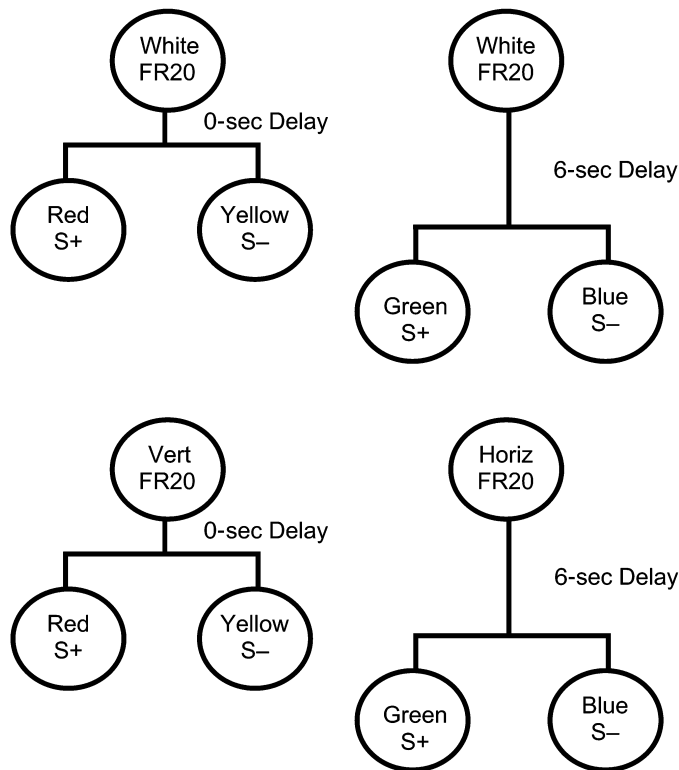 White
FR20
0-sec Delay
Red
S+
Yellow
S–
White
FR20
6-sec Delay
Green
S+
Blue
S–
Vert
FR20
0-sec Delay
Red
S+
Yellow
S–
Horiz
FR20
6-sec Delay
Green
S+
Blue
S–